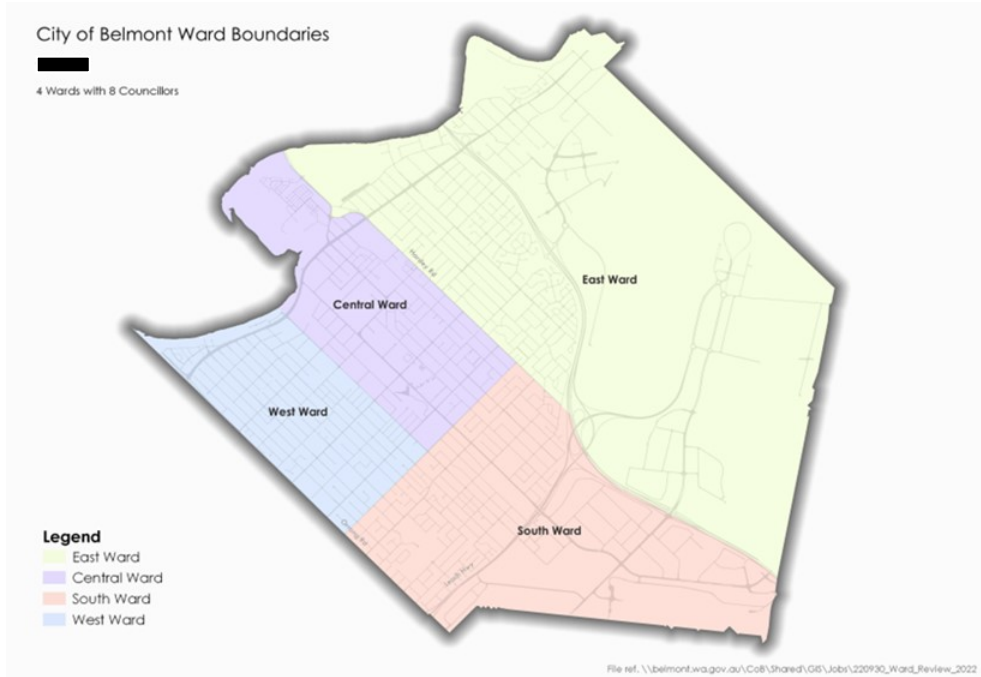 City of Belmont Ward Boundaries
4 Wards with 8 Councillors
East Ward
Central Ward
West Ward
South Ward
Leach Hwy
Legend
East Ward
Central Ward
South Ward
West Ward
File ref. \\belmont.wa.gov.au\CoB\Shared\GIS\Jobs\220930_Ward_Review_2022